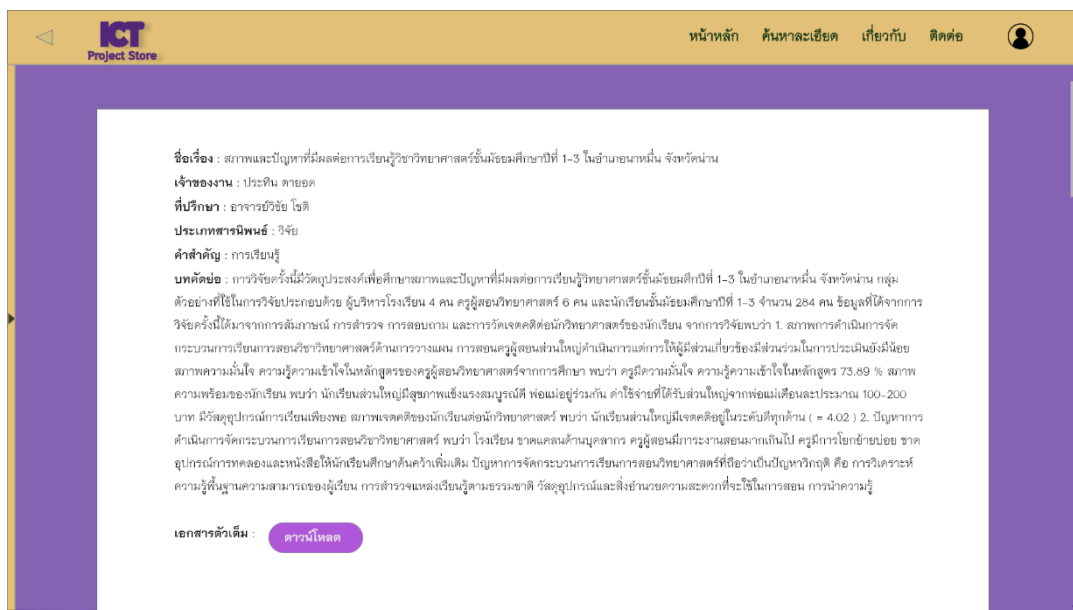 ICT
Project Store
หน้าหลัก ค้นหาละเอียด เกี่ยวกับ ติดต่อ
ชื่อเรื่อง : สภาพและปัญหาที่มีผลต่อการเรียนรู้วิชาวิทยาศาสตร์ชั้นมัธยมศึกษาปีที่ 1-3 ในอำเภอนาหมื่น จังหวัดน่าน
เจ้าของงาน : ประทิน ตายอด
ที่ปรึกษา : อาจารย์วิชัย โชติ
ประเภทสารนิพนธ์ : วิจัย
คำสำคัญ : การเรียนรู้
บทคัดย่อ : การวิจัยครั้งนี้มีวัตถุประสงค์เพื่อศึกษาสภาพและปัญหาที่มีผลต่อการเรียนรู้วิทยาศาสตร์ชั้นมัธยมศึกปีที่ 1-3 ในอำเภอนาหมื่น จังหวัดน่าน กลุ่ม
ตัวอย่างที่ใช้ในการวิจัยประกอบด้วย ผู้บริหารโรงเรียน 4 คน ครูผู้สอนวิทยาศาสตร์ 6 คน และนักเรียนชั้นมัธยมศึกษาปีที่ 1-3 จำนวน 284 คน ข้อมูลที่ได้จากการ
วิจัยครั้งนี้ได้มาจากการสัมภาษณ์ การสำรวจ การสอบถาม และการวัดเจตคติต่อนักวิทยาศาสตร์ของนักเรียน จากการวิจัยพบว่า 1. สภาพการดำเนินการจัด
กระบวนการเรียนการสอนวิชาวิทยาศาสตร์ด้านการวางแผน การสอนครูผู้สอนส่วนใหญ่ดำเนินการแต่การให้ผู้มีส่วนเกี่ยวข้องมีส่วนร่วมในการประเมินยังมีน้อย
สภาพความมั่นใจ ความรู้ความเข้าใจในหลักสูตรของครูผู้สอนวิทยาศาสตร์จากการศึกษา พบว่า ครูมีความมั่นใจ ความรู้ความเข้าใจในหลักสูตร 73.89 % สภาพ
ความพร้อมของนักเรียน พบว่า นักเรียนส่วนใหญ่มีสุขภาพแข็งแรงสมบูรณ์ดี พ่อแม่อยู่ร่วมกัน ค่าใช้จ่ายที่ได้รับส่วนใหญ่จากพ่อแม่เดือนละประมาณ 100-200
บาท มีวัสดุอุปกรณ์การเรียนเพียงพอ สภาพเจตคติของนักเรียนต่อนักวิทยาศาสตร์ พบว่า นักเรียนส่วนใหญ่มีเจตคติอยู่ในระดับดีทุกด้าน ( = 4.02 ) 2. ปัญหาการ
ดำเนินการจัดกระบวนการเรียนการสอนวิชาวิทยาศาสตร์ พบว่า โรงเรียน ขาดแคลนด้านบุคลากร ครูผู้สอนมีภาระงานสอนมากเกินไป ครูมีการโยกย้ายบ่อย ขาด
อุปกรณ์การทดลองและหนังสือให้นักเรียนศึกษาค้นคว้าเพิ่มเติม ปัญหาการจัดกระบวนการเรียนการสอนวิทยาศาสตร์ที่ถือว่าเป็นปัญหาวิกฤติ คือ การวิเคราะห์
ความรู้พื้นฐานความสามารถของผู้เรียน การสำรวจแหล่งเรียนรู้ตามธรรมชาติ วัสดุอุปกรณ์และสิ่งอำนวยความสะดวกที่จะใช้ในการสอน การนำความรู้
เอกสารตัวเต็ม : ดาวน์โหลด